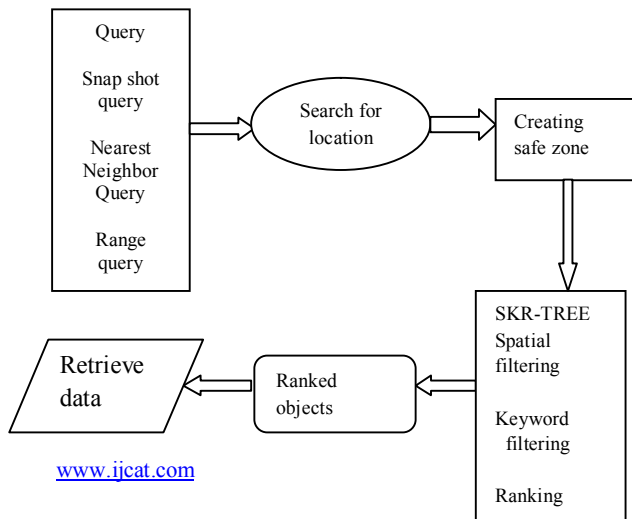 Query
Snap shot
query
Nearest
Neighbor
Query
Range
query
Search for
location
Creating
safe zone
SKR-TREE
Spatial
filtering
Keyword
filtering
Ranking
Ranked
objects
Retrieve
data
www.ijcat.com